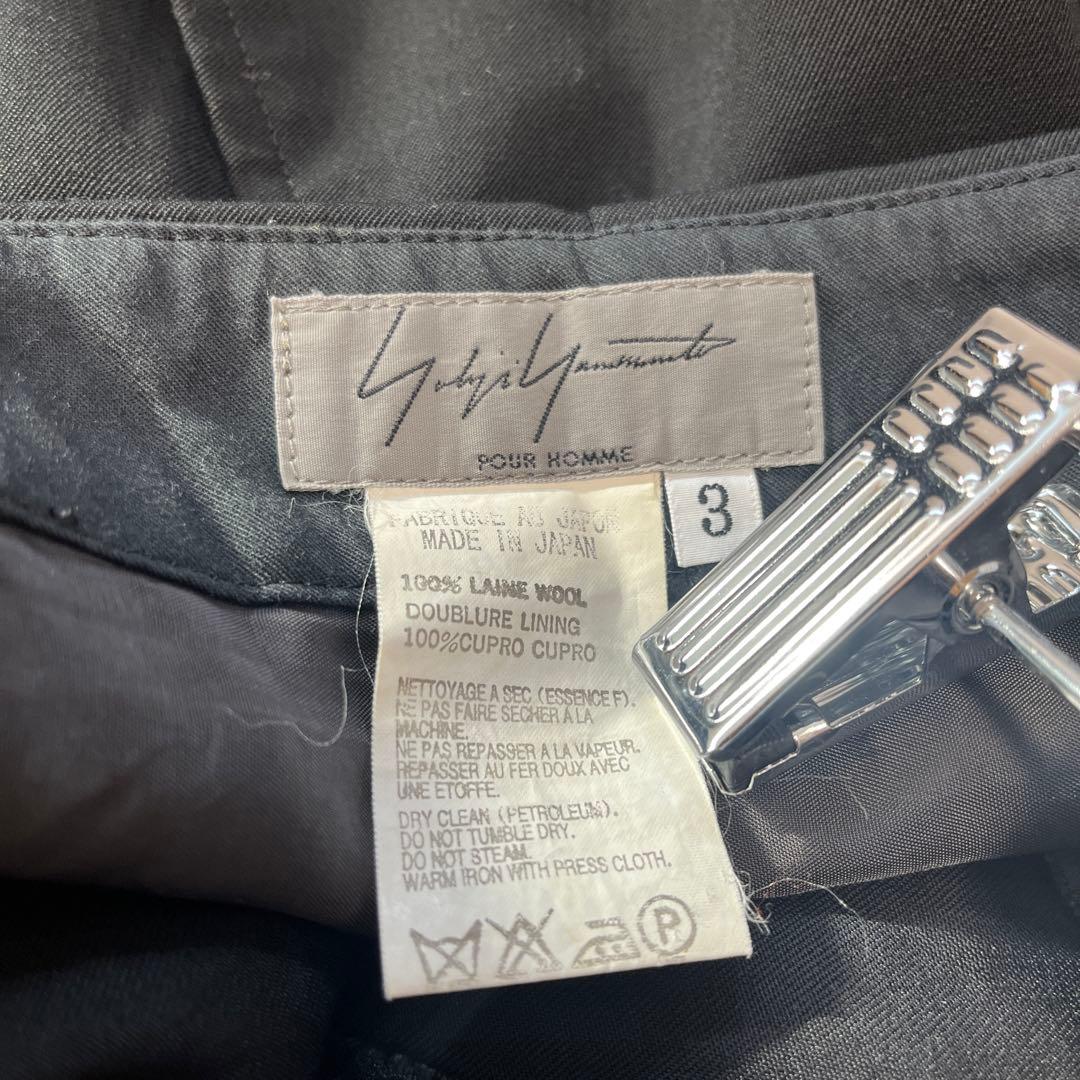 Yohji Yamamoto
POUR HOMME
3
FABRIQUE AU JAPON
MADE IN JAPAN
100% LAINE WOOL
DOUBLURE LINING
100%CUPRO CUPRO
NETTOYAGE A SEC (ESSENCE F).
NE PAS FAIRE SECHER A LA
MACHINE.
NE PAS REPASSER A LA VAPEUR.
REPASSER AU FER DOUX AVEC
UNE ETOFFE.
DRY CLEAN (PETROLEUM).
DO NOT TUMBLE DRY.
DO NOT STEAM.
WARM IRON WITH PRESS CLOTH.
P